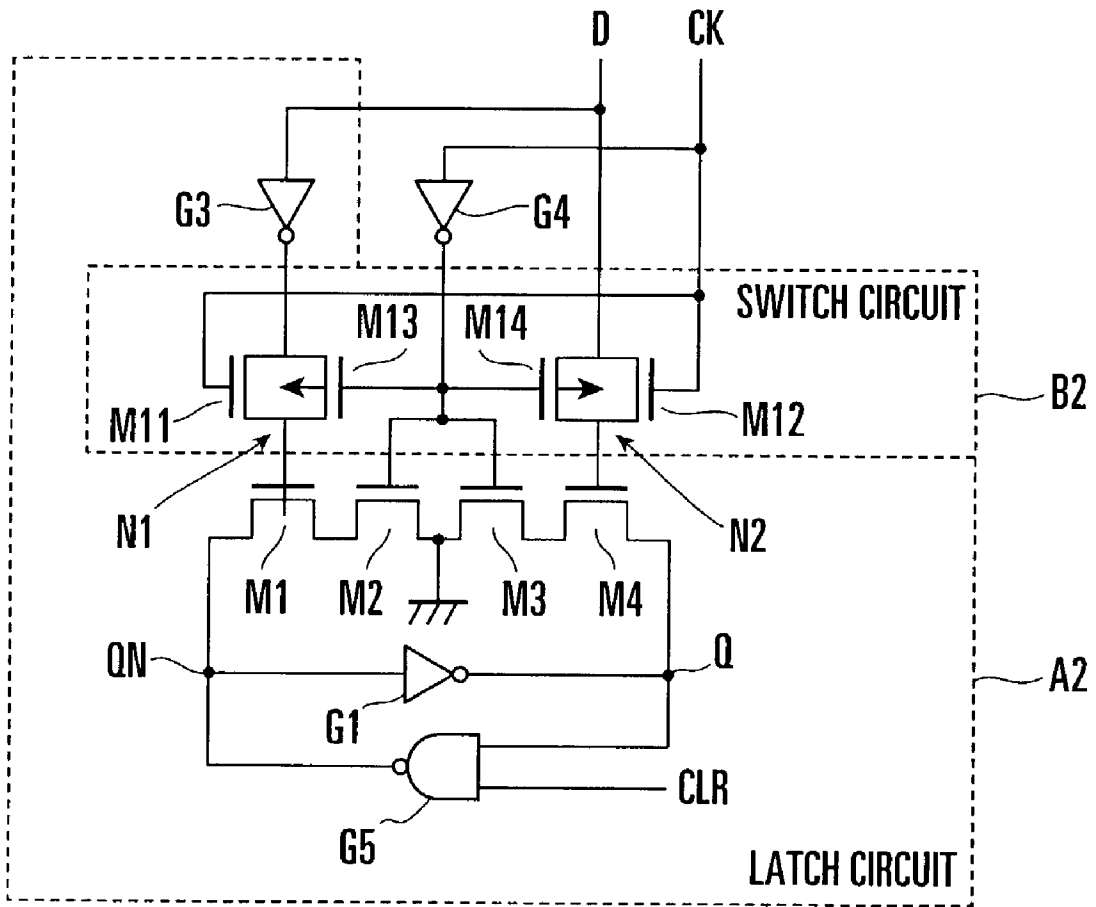 D CK
G3 G4
SWITCH CIRCUIT
M13 M14
M11 M12 B2
N1 N2
M1 M2 M3 M4
QN Q
G1 A2
CLR
G5
LATCH CIRCUIT